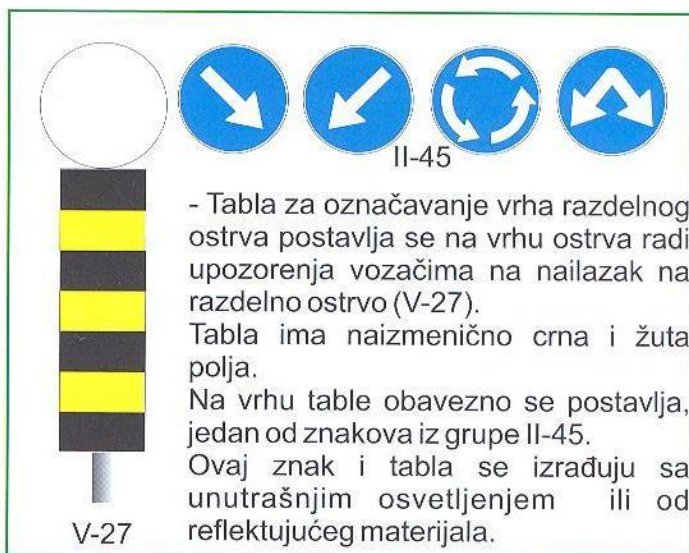 II-45
- Tabla za označavanje vrha razdelnog
ostrva postavlja se na vrhu ostrva radi
upozorenja vozačima na nailazak na
razdelno ostrvo (V-27).
Tabla ima naizmenično crna i žuta
polja.
Na vrhu table obavezno se postavlja,
jedan od znakova iz grupe II-45.
Ovaj znak i tabla se izrađuju sa
unutrašnjim osvetljenjem ili od
reflektujućeg materijala.
V-27